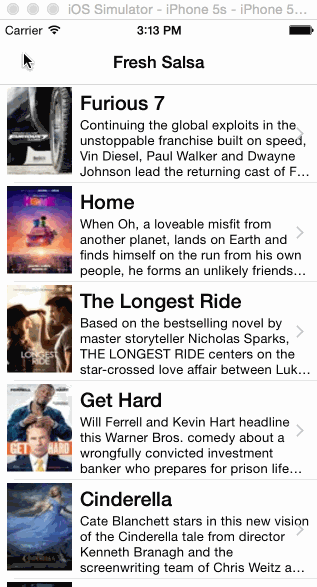 iOS Simulator - iPhone 5s - iPhone 5...
Carrier 3:13 PM
Fresh Salsa
Furious 7
Continuing the global exploits in the
unstoppable franchise built on speed,
Vin Diesel, Paul Walker and Dwayne
Johnson lead the returning cast of F...
Home
When Oh, a loveable misfit from
another planet, lands on Earth and
finds himself on the run from his own
people, he forms an unlikely friends...
The Longest Ride
Based on the bestselling novel by
master storyteller Nicholas Sparks,
THE LONGEST RIDE centers on the
star-crossed love affair between Luk...
LONGEST
Get Hard
Will Ferrell and Kevin Hart headline
this Warner Bros. comedy about a
wrongfully convicted investment
banker who prepares for prison life...
GET HARD
Cinderella
Cate Blanchett stars in this new vision
of the Cinderella tale from director
Kenneth Branagh and the
screenwriting team of Chris Weitz a...